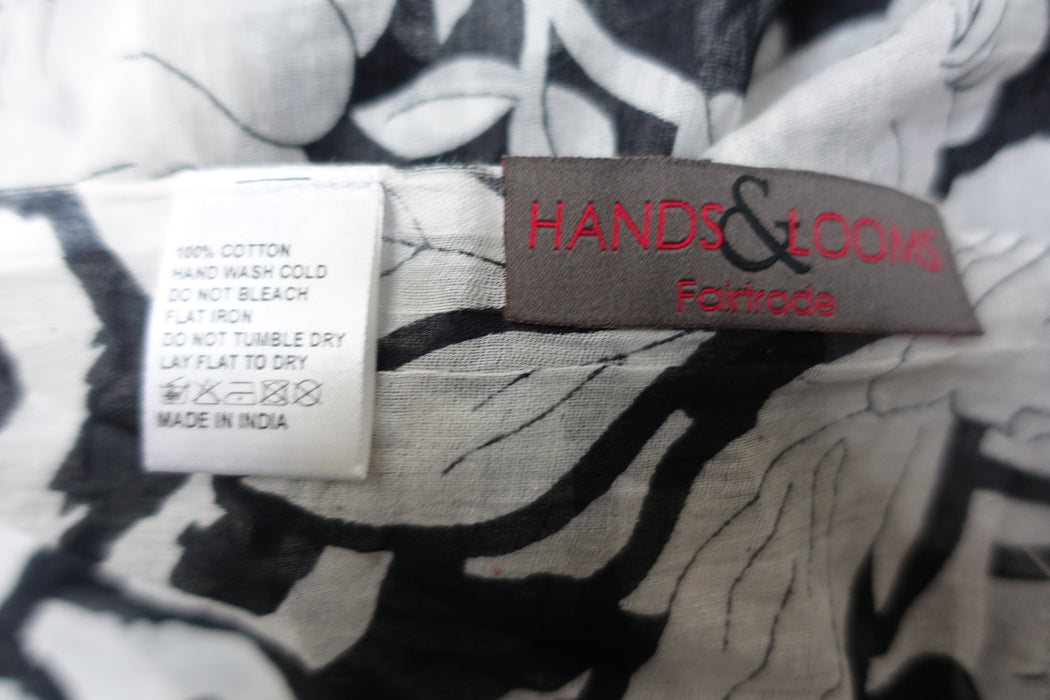 100% COTTON
HAND WASH COLD
DO NOT BLEACH
FLAT IRON
DO NOT TUMBLE DRY
LAY FLAT TO DRY
MADE IN INDIA
HANDS&LOOMS
Fairtrade